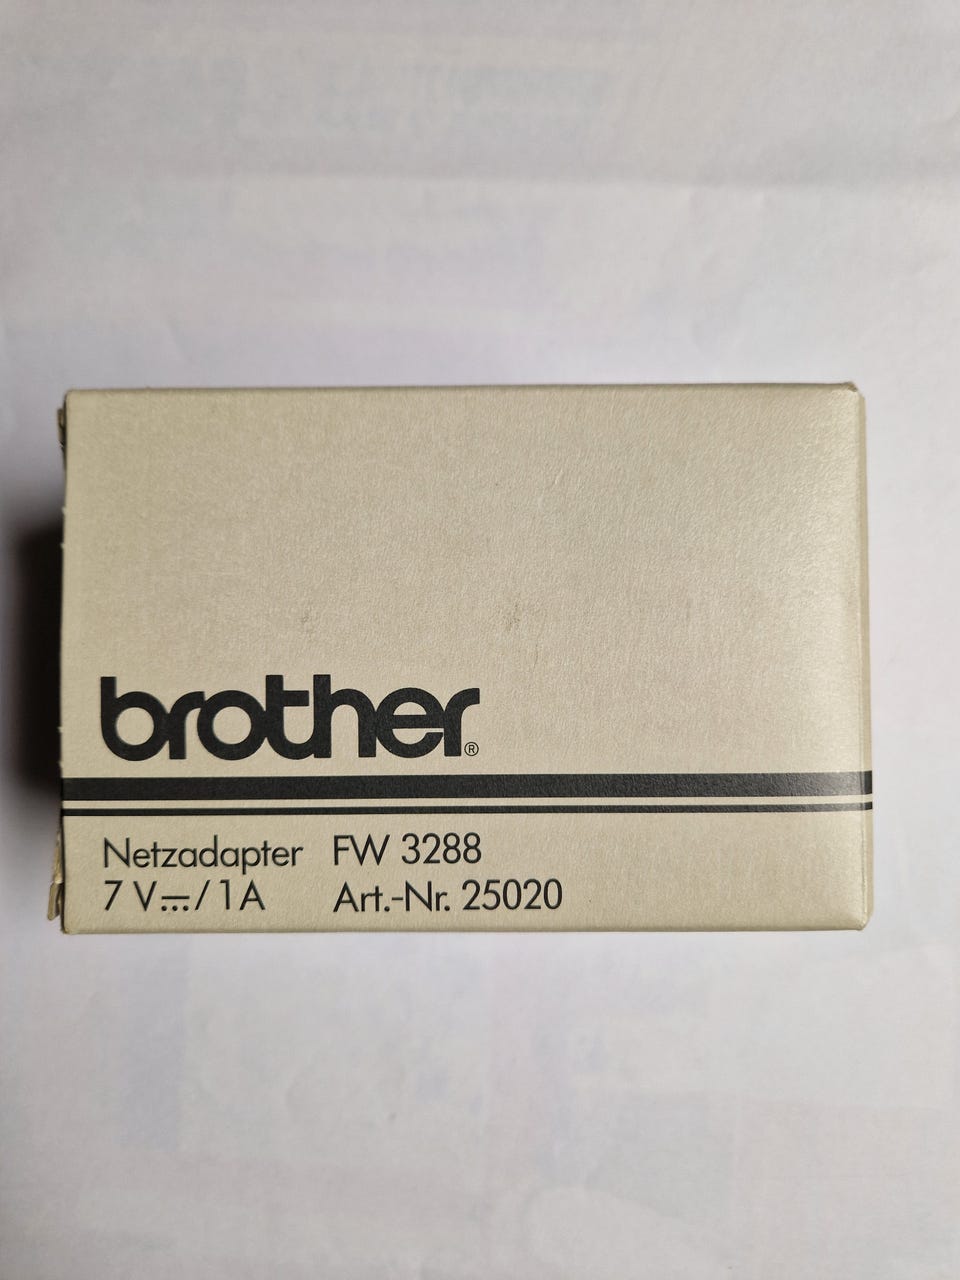 brother®
Netzadapter FW 3288
7 V⎓/ 1A Art.-Nr. 25020